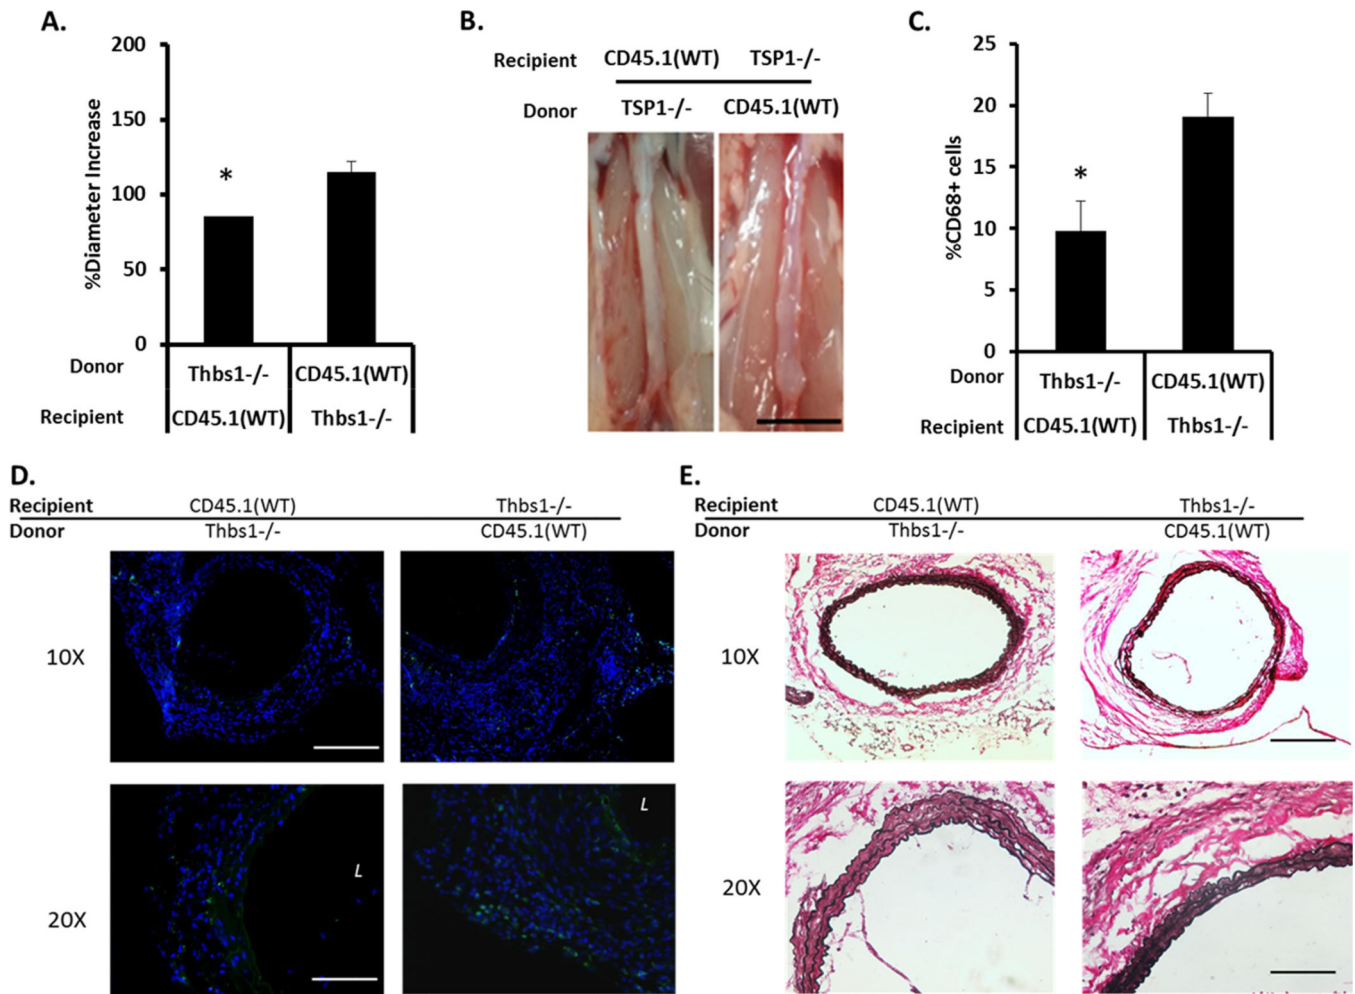 A.
200
150
100
50
0
%Diameter Increase
*
Donor
Thbs1-/-
CD45.1(WT)
Recipient
CD45.1(WT)
Thbs1-/-
B.
Recipient
CD45.1(WT)
TSP1-/-
Donor
TSP1-/-
CD45.1(WT)
C.
25
20
15
10
5
0
%CD68+ cells
*
Donor
Thbs1-/-
CD45.1(WT)
Recipient
CD45.1(WT)
Thbs1-/-
D.
Recipient
CD45.1(WT)
Thbs1-/-
Donor
Thbs1-/-
CD45.1(WT)
10X
20X
L
L
E.
Recipient
CD45.1(WT)
Thbs1-/-
Donor
Thbs1-/-
CD45.1(WT)
10X
20X